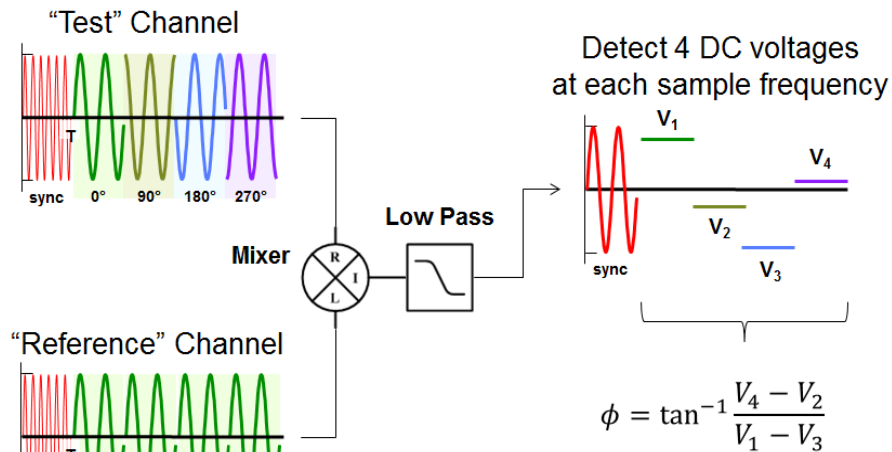 “Test” Channel
T
sync 0° 90° 180° 270°
Mixer
R
I
L
Low Pass
“Reference” Channel
Detect 4 DC voltages
at each sample frequency
V1
V4
V2
V3
sync
ϕ = tan⁻¹ (V₄ − V₂) / (V₁ − V₃)